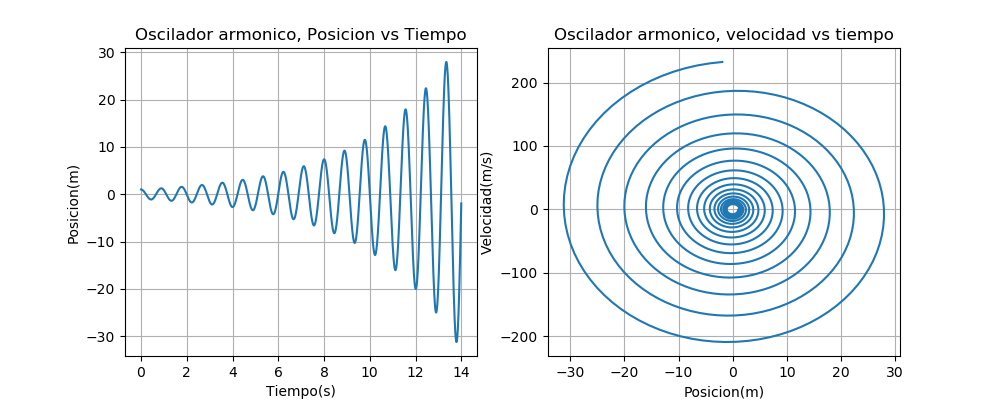 Oscilador armonico, Posicion vs Tiempo
Posicion(m)
30
20
10
0
−10
−20
−30
0 2 4 6 8 10 12 14
Tiempo(s)
Oscilador armonico, velocidad vs tiempo
Velocidad(m/s)
200
100
0
−100
−200
−30 −20 −10 0 10 20 30
Posicion(m)